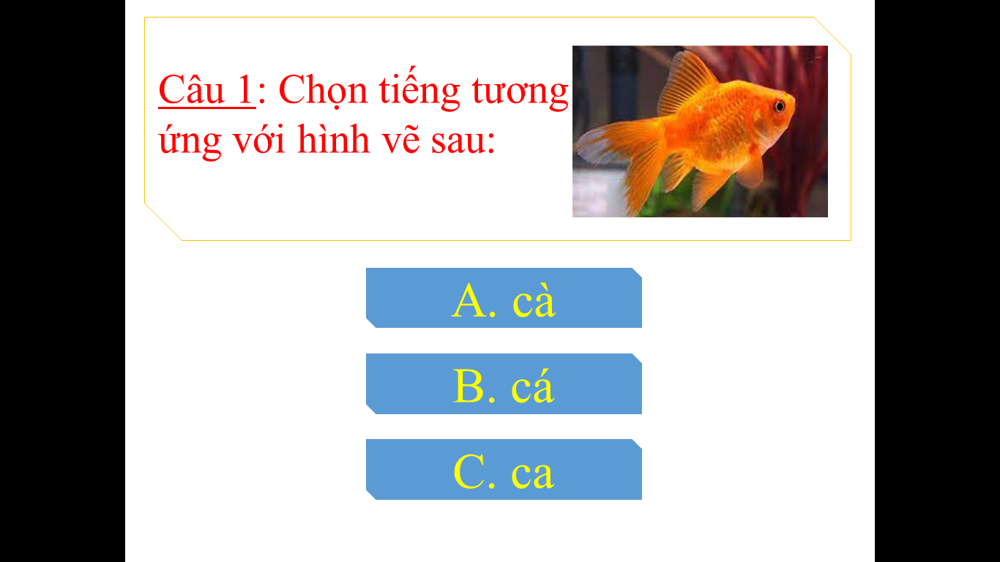 Câu 1: Chọn tiếng tương
ứng với hình vẽ sau:
A. cà
B. cá
C. ca